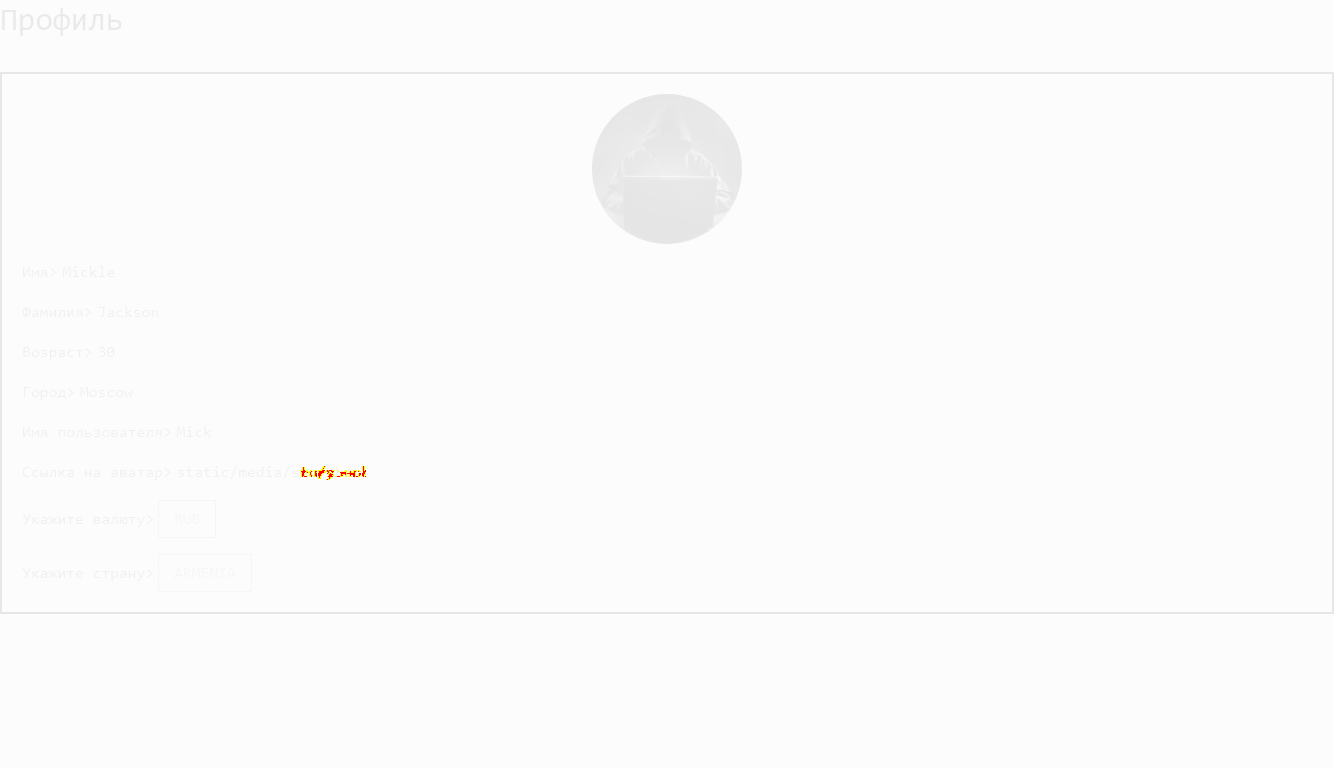 Профиль
Имя> Mickle
Фамилия> Jackson
Возраст> 30
Город> Moscow
Имя пользователя> Mick
Ссылка на аватар> static/media/
Укажите валюту> RUB
Укажите страну> ARMENIA